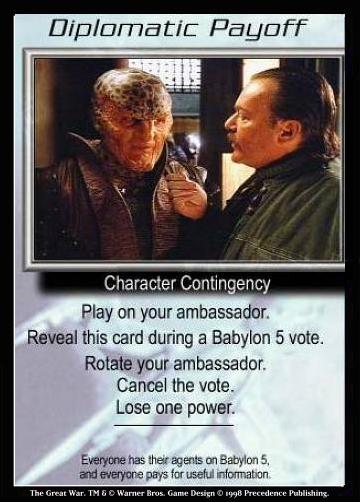 Diplomatic Payoff
Character Contingency
Play on your ambassador.
Reveal this card during a Babylon 5 vote.
Rotate your ambassador.
Cancel the vote.
Lose one power.
Everyone has their agents on Babylon 5,
and everyone pays for useful information.
The Great War. TM & © Warner Bros. Game Design © 1998 Precedence Publishing.